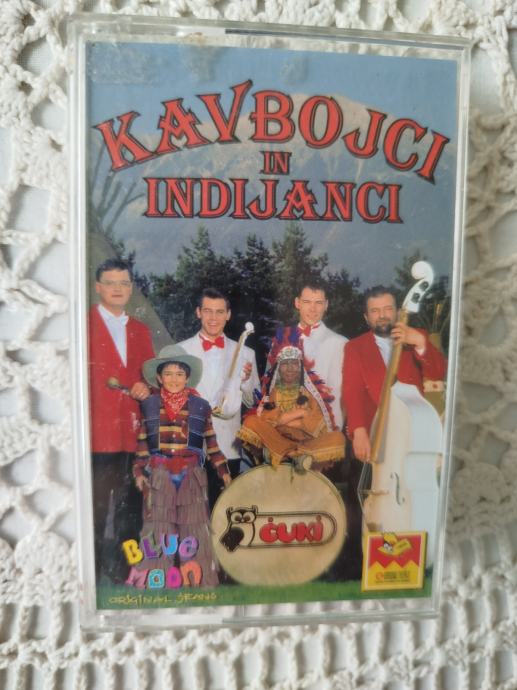 KAVBOJCI
IN
INDIJANCI
ČUKI
BLUE
MOON
ORIGINAL JEANS